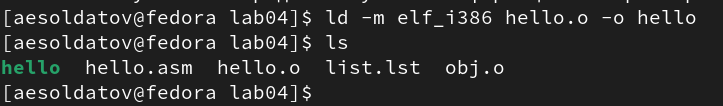 [aesoldatov@fedora lab04]$ ld -m elf_i386 hello.o -o hello
[aesoldatov@fedora lab04]$ ls
hello  hello.asm  hello.o  list.lst  obj.o
[aesoldatov@fedora lab04]$